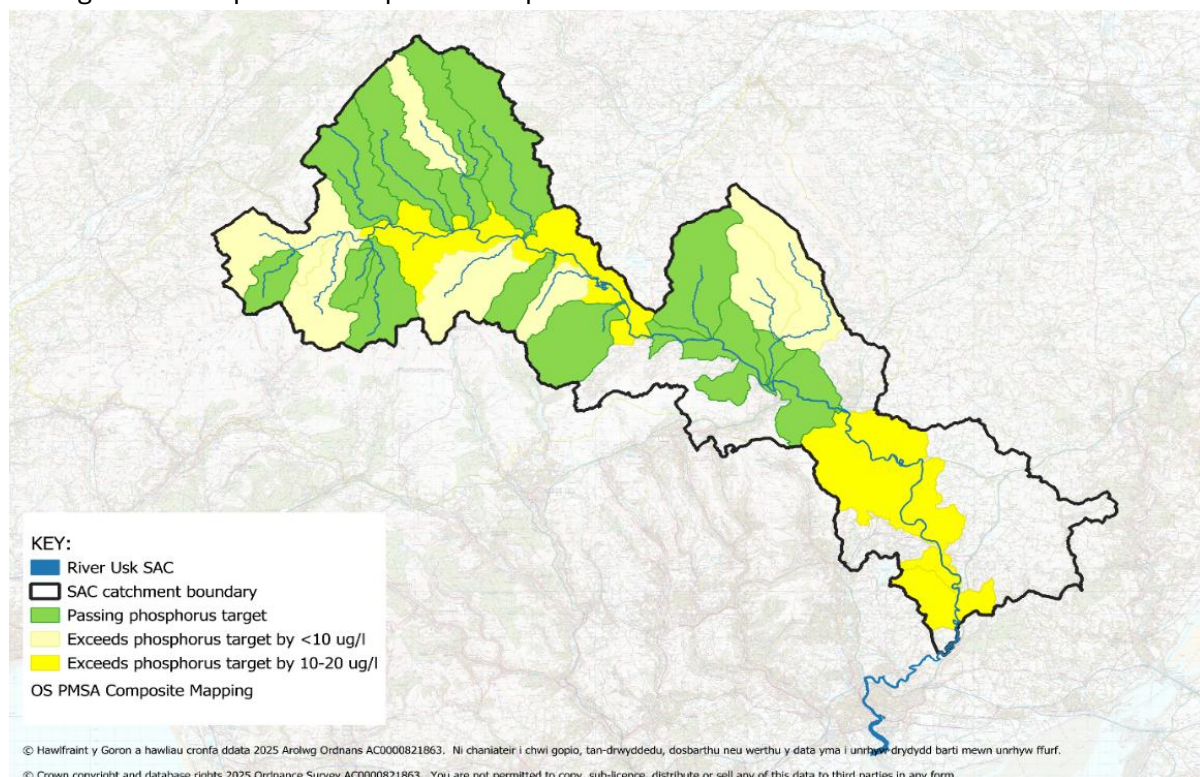 KEY:
River Usk SAC
SAC catchment boundary
Passing phosphorus target
Exceeds phosphorus target by <10 ug/l
Exceeds phosphorus target by 10-20 ug/l
OS PMSA Composite Mapping
© Hawlfraint y Goron a hawliau cronfa ddata 2025 Arolwg Ordnans AC0000821863. Ni chaniateir i chwi gopio, tan-drwyddedu, dosbarthu neu werthu y data yma i unrhyw drydydd barti mewn unrhyw ffurf.
© Crown copyright and database rights 2025 Ordnance Survey AC0000821863. You are not permitted to copy, sub-licence, distribute or sell any of this data to third parties in any form